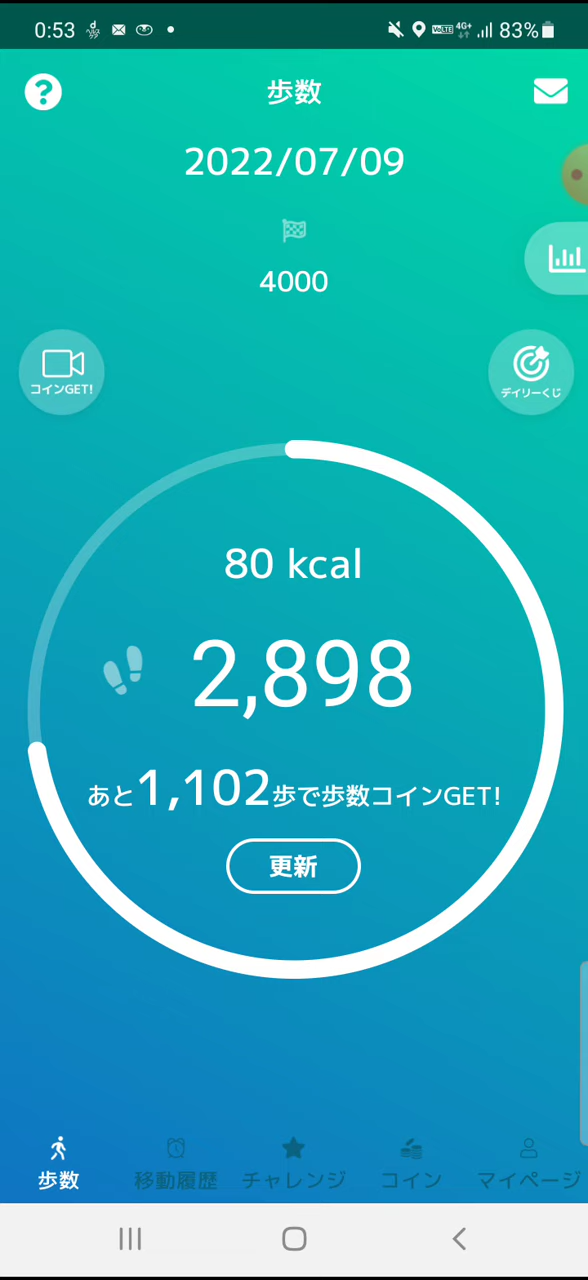 0:53
VoLTE 4G+ 83%
?
歩数
2022/07/09
4000
コインGET!
デイリーくじ
80 kcal
2,898
あと1,102歩で歩数コインGET!
更新
歩数
移動履歴
チャレンジ
コイン
マイページ